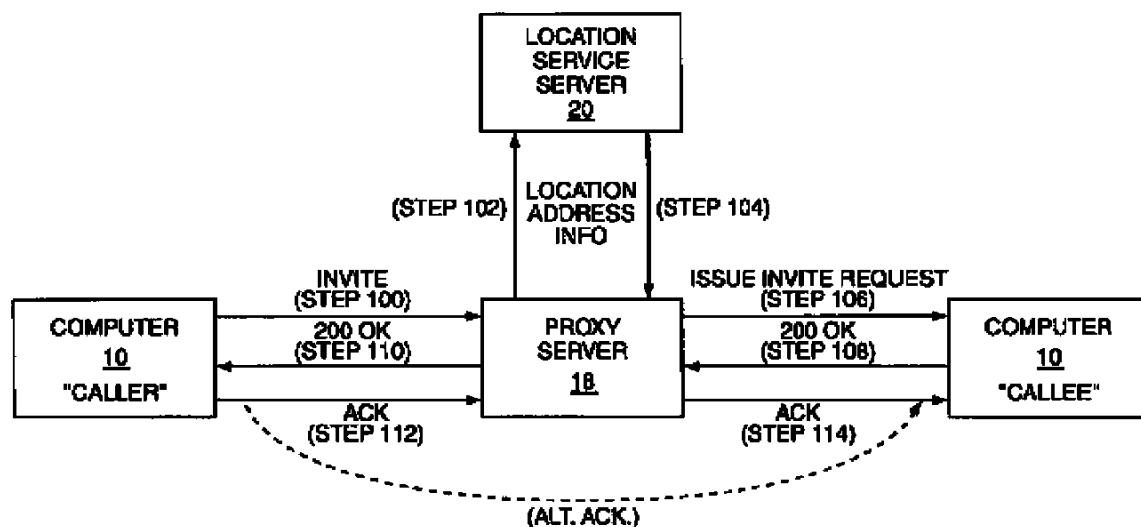 LOCATION
SERVICE
SERVER
20
(STEP 102)
LOCATION
ADDRESS
INFO
(STEP 104)
INVITE
(STEP 100)
ISSUE INVITE REQUEST
(STEP 106)
COMPUTER
10
"CALLER"
200 OK
(STEP 110)
PROXY
SERVER
18
200 OK
(STEP 108)
COMPUTER
10
"CALLEE"
ACK
(STEP 112)
ACK
(STEP 114)
(ALT. ACK.)